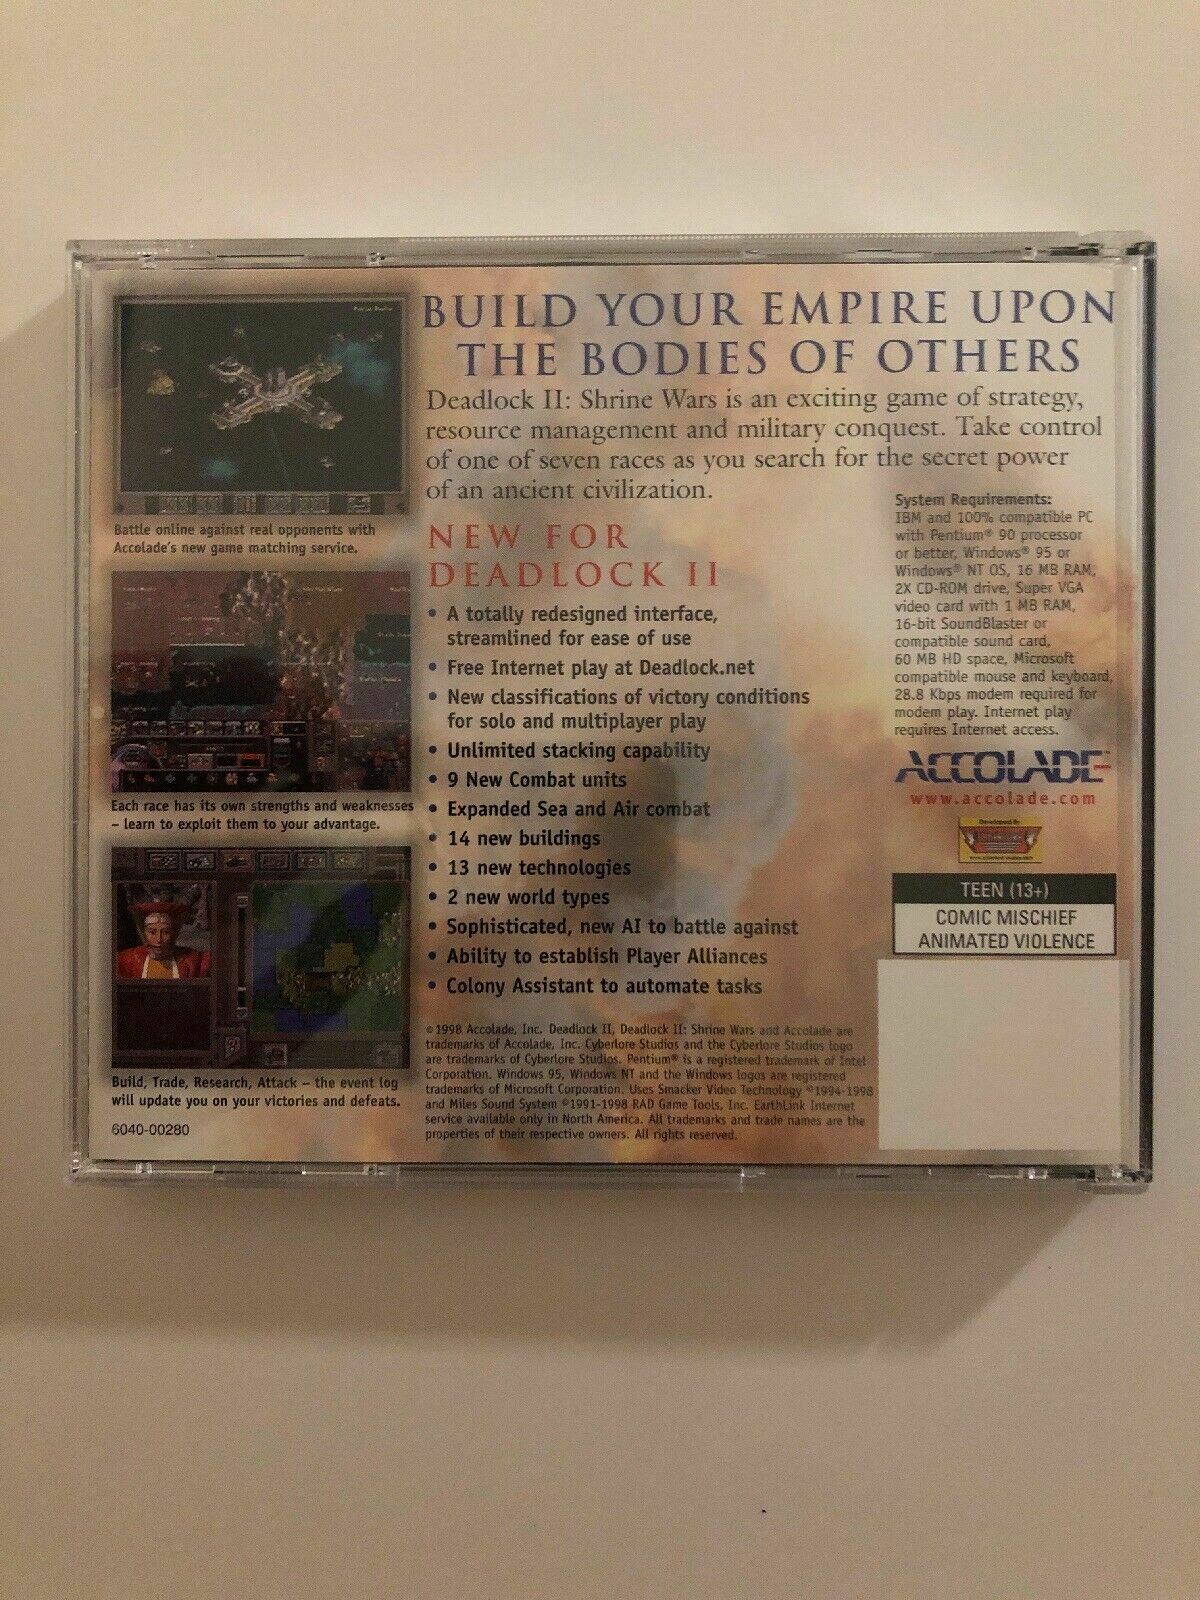 BUILD YOUR EMPIRE UPON
THE BODIES OF OTHERS
Deadlock II: Shrine Wars is an exciting game of strategy,
resource management and military conquest. Take control
of one of seven races as you search for the secret power
of an ancient civilization.
Battle online against real opponents with
Accolade's new game matching service.
Each race has its own strengths and weaknesses
– learn to exploit them to your advantage.
Build, Trade, Research, Attack – the event log
will update you on your victories and defeats.
6040-00280
NEW FOR
DEADLOCK II
• A totally redesigned interface,
streamlined for ease of use
• Free Internet play at Deadlock.net
• New classifications of victory conditions
for solo and multiplayer play
• Unlimited stacking capability
• 9 New Combat units
• Expanded Sea and Air combat
• 14 new buildings
• 13 new technologies
• 2 new world types
• Sophisticated, new AI to battle against
• Ability to establish Player Alliances
• Colony Assistant to automate tasks
©1998 Accolade, Inc. Deadlock II, Deadlock II: Shrine Wars and Accolade are
trademarks of Accolade, Inc. Cyberlore Studios and the Cyberlore Studios logo
are trademarks of Cyberlore Studios. Pentium® is a registered trademark of Intel
Corporation. Windows 95, Windows NT and the Windows logos are registered
trademarks of Microsoft Corporation. Uses Smacker Video Technology ©1994-1998
and Miles Sound System ©1991-1998 RAD Game Tools, Inc. EarthLink Internet
service available only in North America. All trademarks and trade names are the
properties of their respective owners. All rights reserved.
System Requirements:
IBM and 100% compatible PC
with Pentium® 90 processor
or better, Windows® 95 or
Windows® NT OS, 16 MB RAM,
2X CD-ROM drive, Super VGA
video card with 1 MB RAM,
16-bit SoundBlaster or
compatible sound card,
60 MB HD space, Microsoft
compatible mouse and keyboard,
28.8 Kbps modem required for
modem play. Internet play
requires Internet access.
ACCOLADE
www.accolade.com
Developed By
TEEN (13+)
COMIC MISCHIEF
ANIMATED VIOLENCE